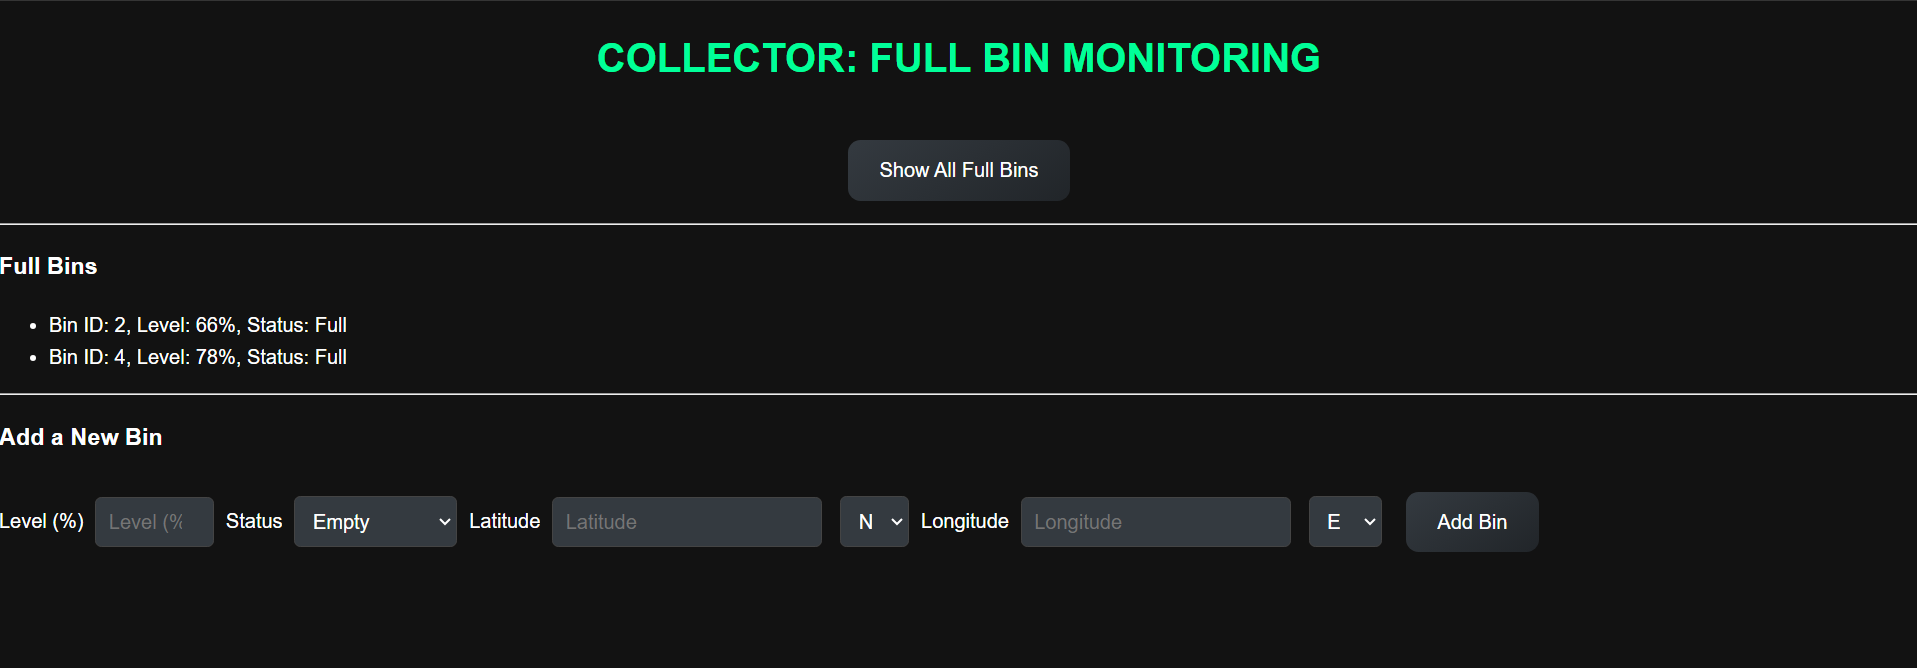 COLLECTOR: FULL BIN MONITORING
Show All Full Bins
Full Bins
• Bin ID: 2, Level: 66%, Status: Full
• Bin ID: 4, Level: 78%, Status: Full
Add a New Bin
Level (%) Level (% Status Empty Latitude Latitude N Longitude Longitude E Add Bin